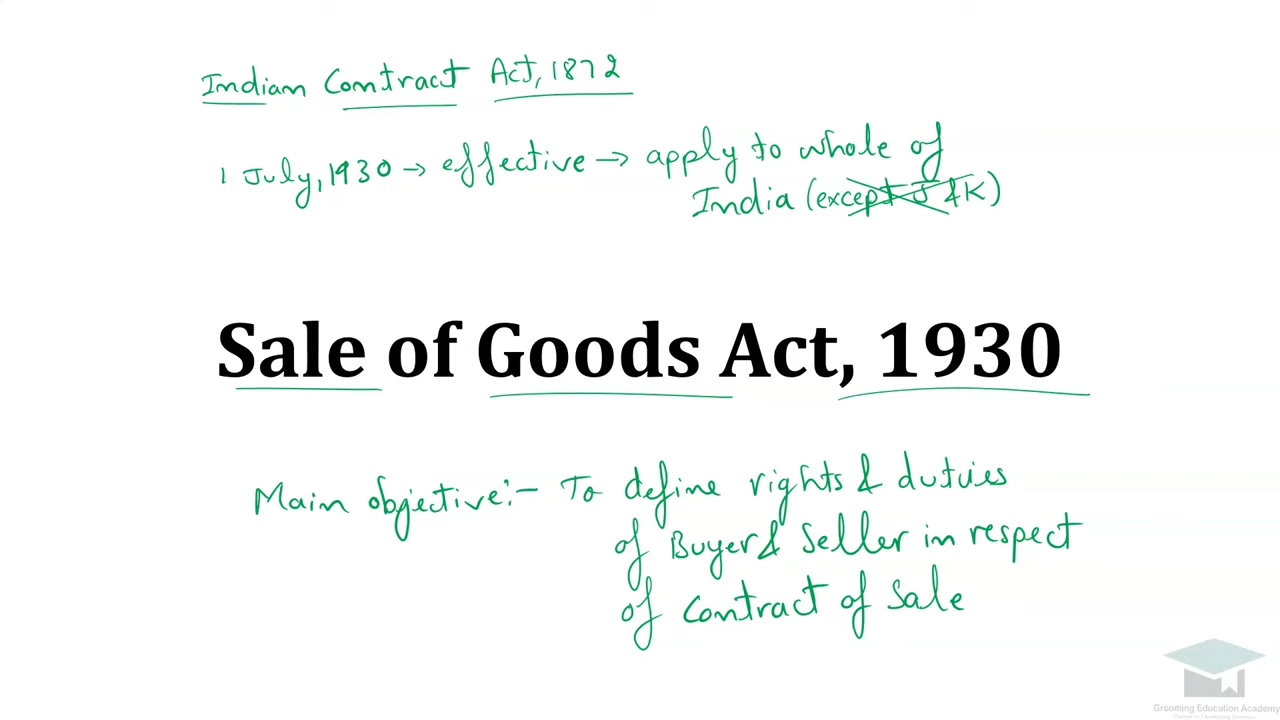 Indian Contract Act, 1872
1 July, 1930 → effective → apply to whole of
India (except J &K)
Sale of Goods Act, 1930
Main objective:- To define rights & duties
of Buyer & Seller in respect
of Contract of Sale
Grooming Education Academy